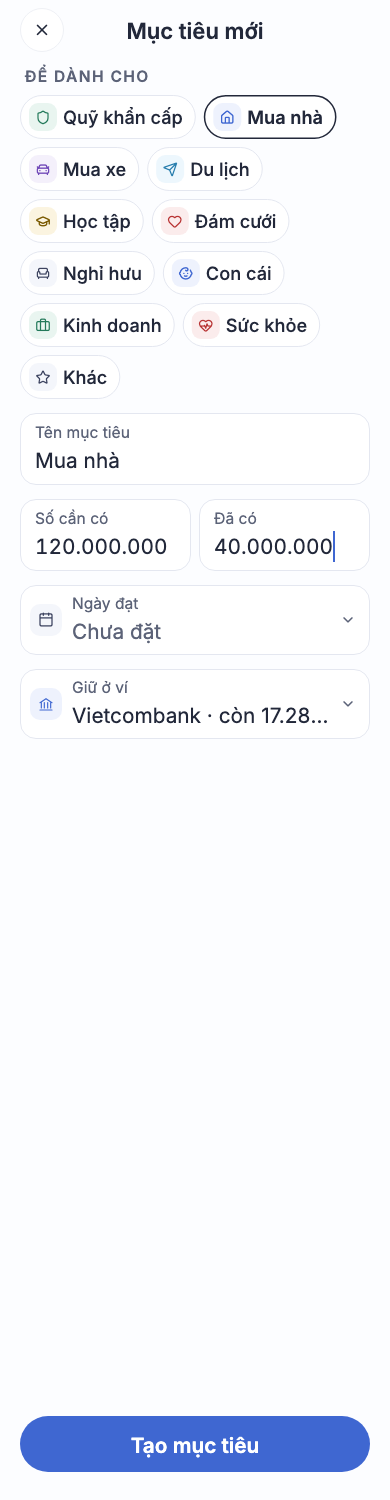 Mục tiêu mới
ĐỂ DÀNH CHO
Quỹ khẩn cấp
Mua nhà
Mua xe
Du lịch
Học tập
Đám cưới
Nghỉ hưu
Con cái
Kinh doanh
Sức khỏe
Khác
Tên mục tiêu
Mua nhà
Số cần có
120.000.000
Đã có
40.000.000
Ngày đạt
Chưa đặt
Giữ ở ví
Vietcombank · còn 17.28...
Tạo mục tiêu